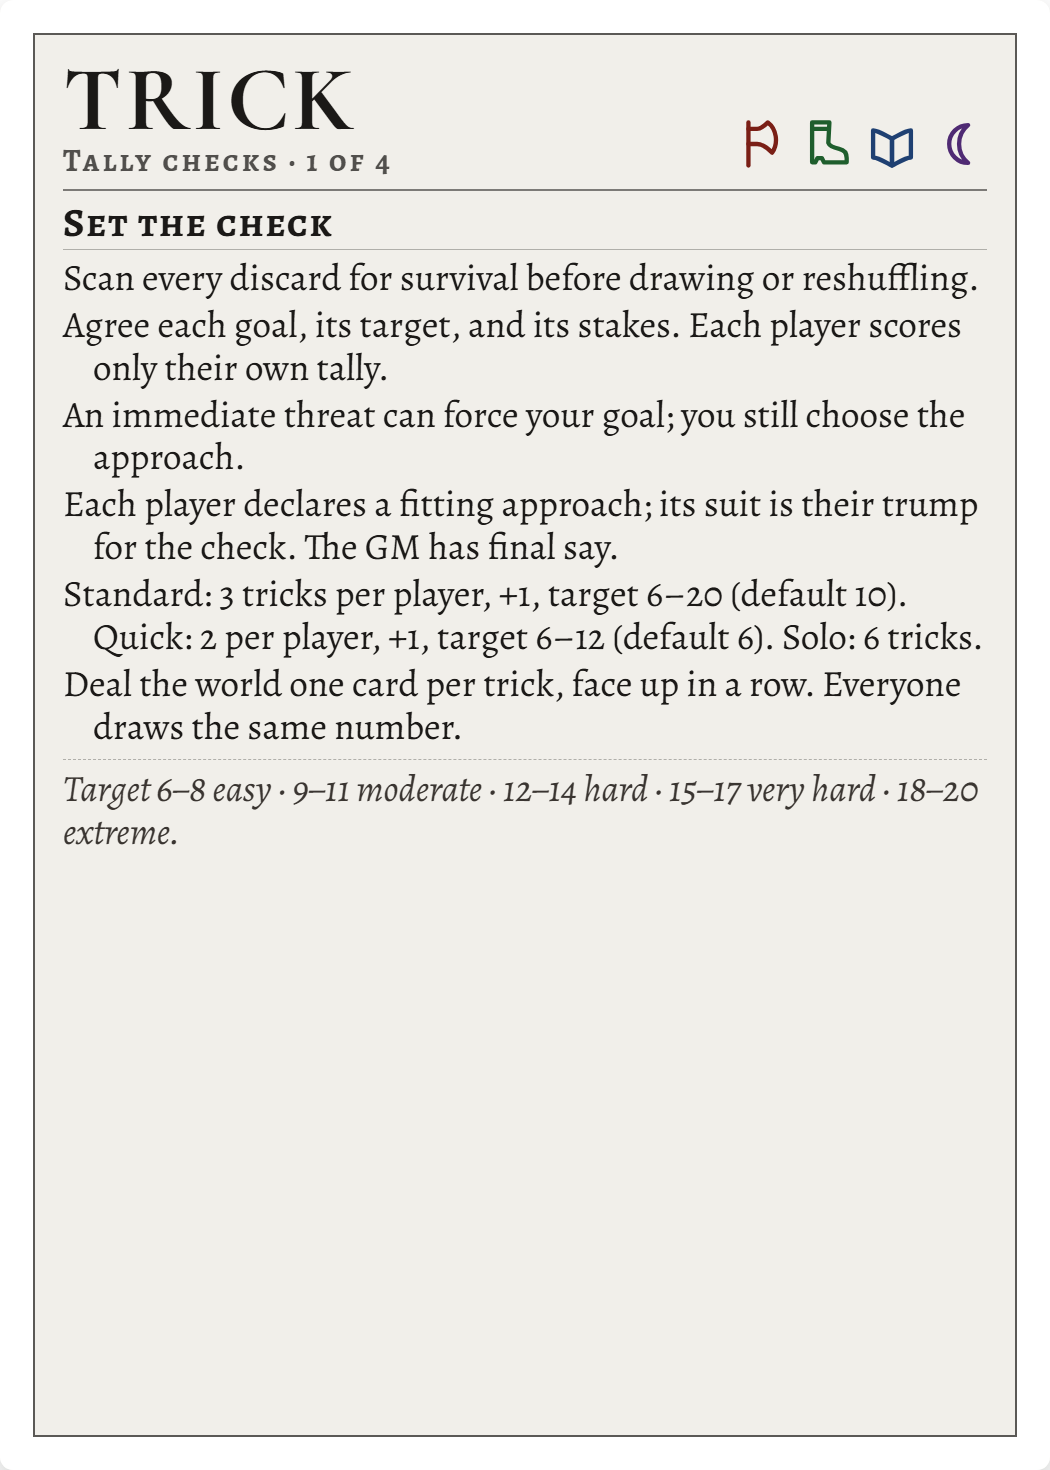 TRICK
Tally checks · 1 of 4
Set the check
Scan every discard for survival before drawing or reshuffling.
Agree each goal, its target, and its stakes. Each player scores
only their own tally.
An immediate threat can force your goal; you still choose the
approach.
Each player declares a fitting approach; its suit is their trump
for the check. The GM has final say.
Standard: 3 tricks per player, +1, target 6–20 (default 10).
Quick: 2 per player, +1, target 6–12 (default 6). Solo: 6 tricks.
Deal the world one card per trick, face up in a row. Everyone
draws the same number.
Target 6–8 easy · 9–11 moderate · 12–14 hard · 15–17 very hard · 18–20
extreme.